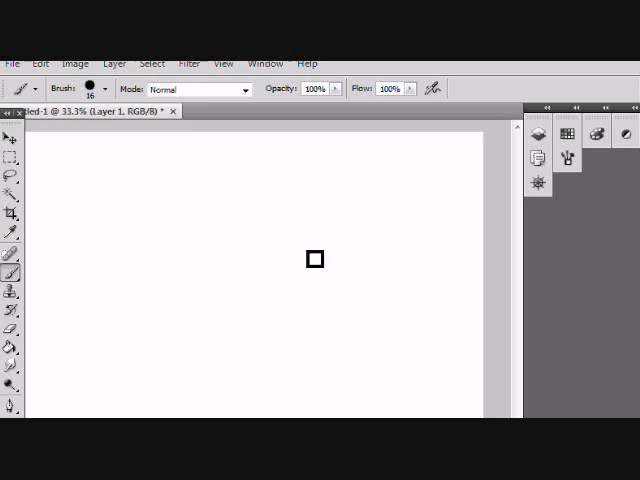 File Edit Image Layer Select Filter View Window Help
Brush: 16 Mode: Normal Opacity: 100% Flow: 100%
tled-1 @ 33.3% (Layer 1, RGB/8) *